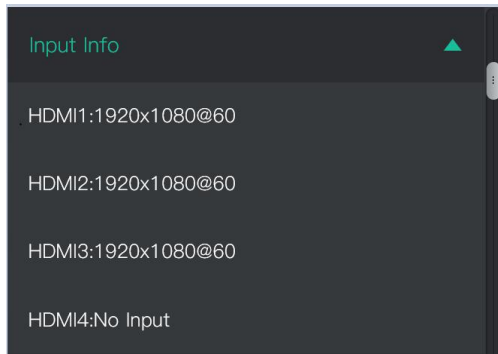 Input Info
HDMI1:1920x1080@60
HDMI2:1920x1080@60
HDMI3:1920x1080@60
HDMI4:No Input